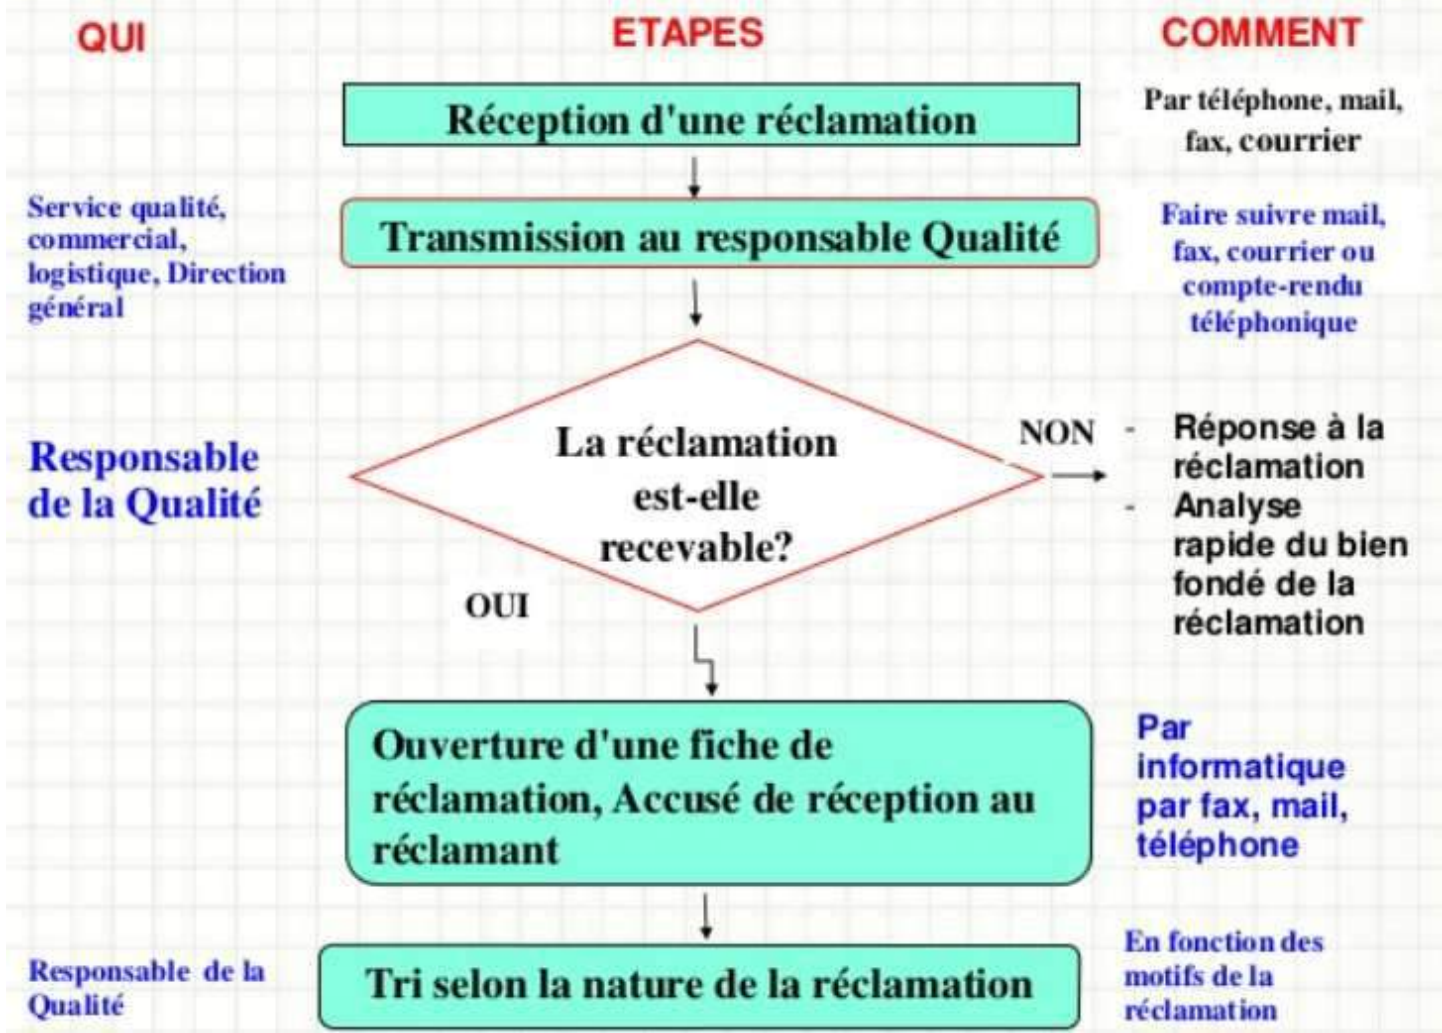 QUI
ETAPES
COMMENT
Réception d'une réclamation
Par téléphone, mail,
fax, courrier
Service qualité,
commercial,
logistique, Direction
général
Transmission au responsable Qualité
Faire suivre mail,
fax, courrier ou
compte-rendu
téléphonique
Responsable
de la Qualité
La réclamation
est-elle
recevable?
NON
- Réponse à la
réclamation
- Analyse
rapide du bien
fondé de la
réclamation
OUI
Ouverture d'une fiche de
réclamation, Accusé de réception au
réclamant
Par
informatique
par fax, mail,
téléphone
Responsable de la
Qualité
Tri selon la nature de la réclamation
En fonction des
motifs de la
réclamation